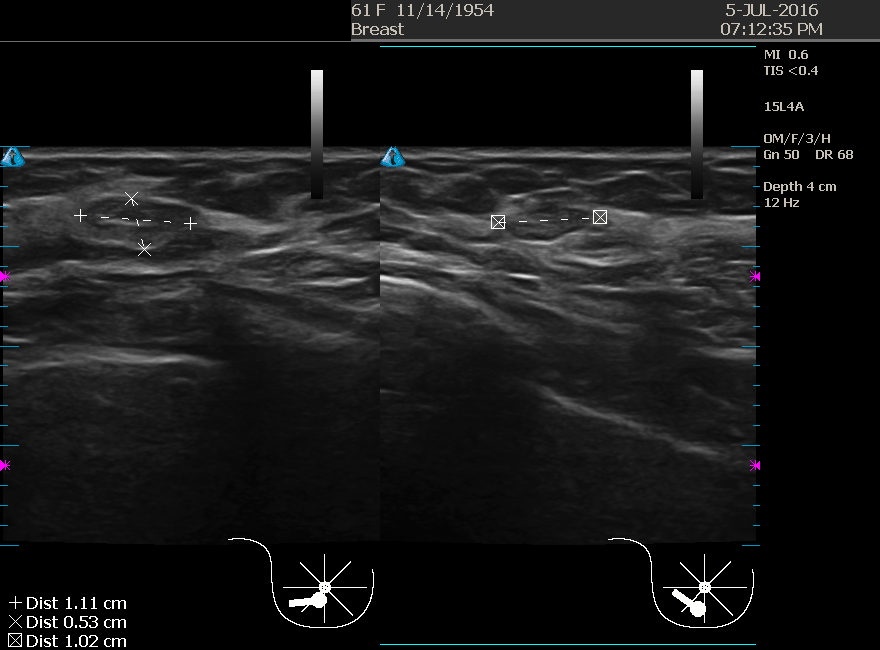 61 F 11/14/1954 5-JUL-2016
Breast 07:12:35 PM
MI 0.6
TIS <0.4
15L4A
OM/F/3/H
Gn 50 DR 68
Depth 4 cm
12 Hz
Dist 1.11 cm
Dist 0.53 cm
Dist 1.02 cm